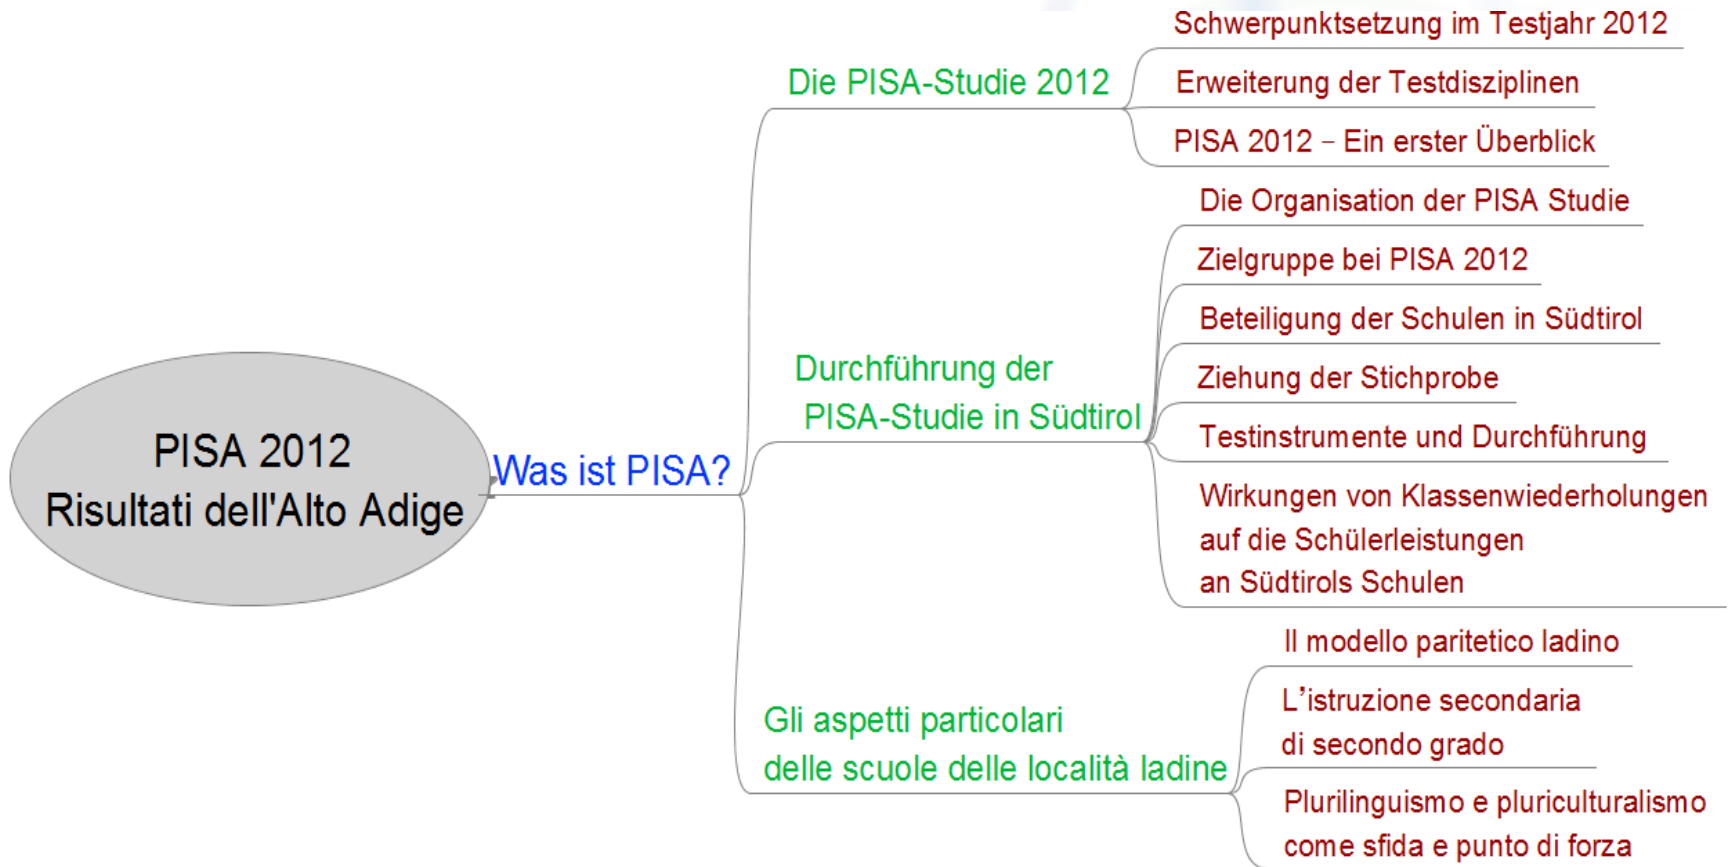 PISA 2012
Risultati dell'Alto Adige
Was ist PISA?
Die PISA-Studie 2012
Schwerpunktsetzung im Testjahr 2012
Erweiterung der Testdisziplinen
PISA 2012 – Ein erster Überblick
Durchführung der
PISA-Studie in Südtirol
Die Organisation der PISA Studie
Zielgruppe bei PISA 2012
Beteiligung der Schulen in Südtirol
Ziehung der Stichprobe
Testinstrumente und Durchführung
Wirkungen von Klassenwiederholungen
auf die Schülerleistungen
an Südtirols Schulen
Gli aspetti particolari
delle scuole delle località ladine
Il modello paritetico ladino
L’istruzione secondaria
di secondo grado
Plurilinguismo e pluriculturalismo
come sfida e punto di forza